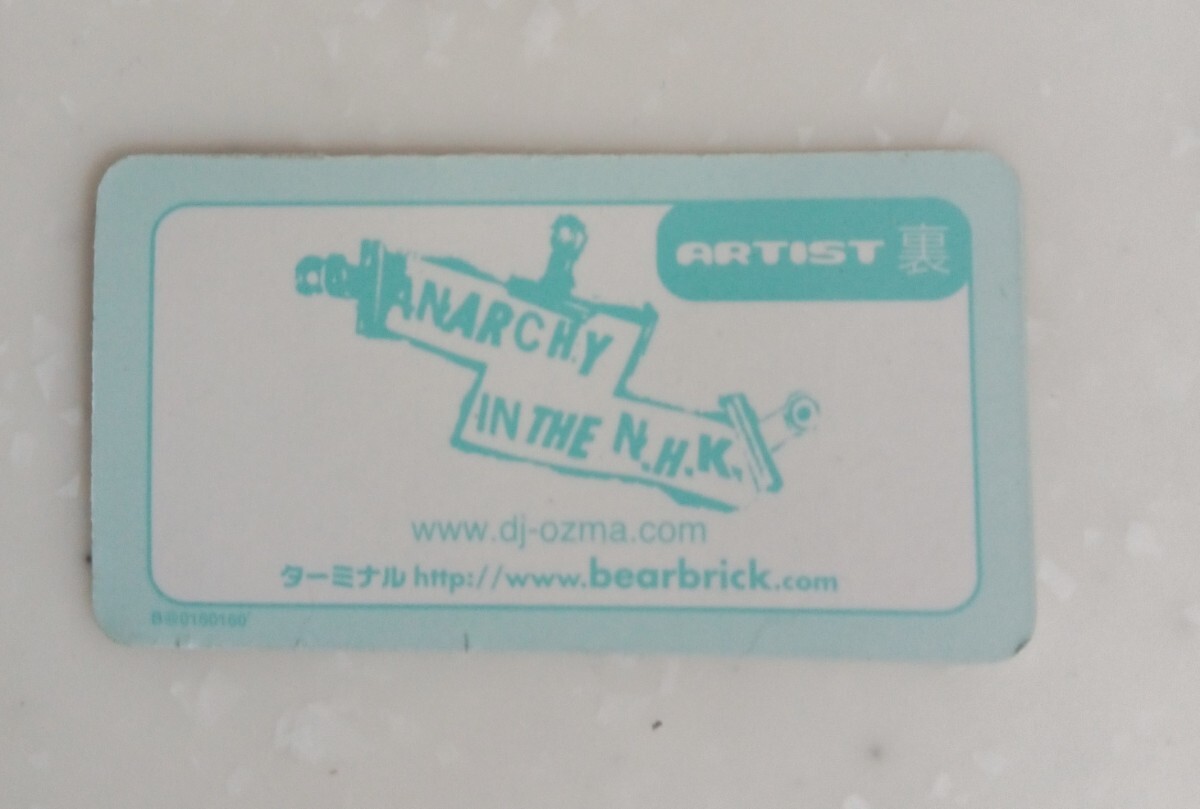 ARTIST 裏
ANARCHY
IN THE N.H.K.
www.dj-ozma.com
ターミナル http://www.bearbrick.com